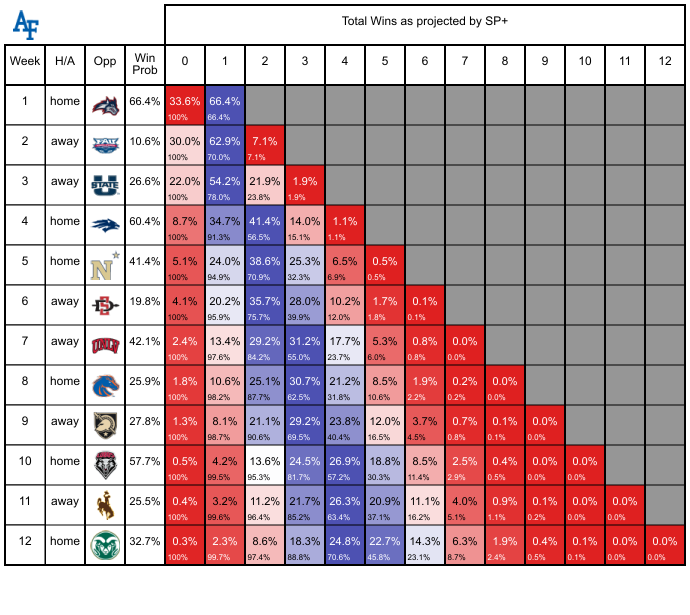 AF
Total Wins as projected by SP+
Week H/A Opp Win Prob 0 1 2 3 4 5 6 7 8 9 10 11 12
1 home 66.4% 33.6% 66.4%
100% 66.4%
2 away 10.6% 30.0% 62.9% 7.1%
100% 70.0% 7.1%
3 away U STATE 26.6% 22.0% 54.2% 21.9% 1.9%
100% 78.0% 23.8% 1.9%
4 home 60.4% 8.7% 34.7% 41.4% 14.0% 1.1%
100% 91.3% 56.5% 15.1% 1.1%
5 home N 41.4% 5.1% 24.0% 38.6% 25.3% 6.5% 0.5%
100% 94.9% 70.9% 32.3% 6.9% 0.5%
6 away SD 19.8% 4.1% 20.2% 35.7% 28.0% 10.2% 1.7% 0.1%
100% 95.9% 75.7% 39.9% 12.0% 1.8% 0.1%
7 away UNLV 42.1% 2.4% 13.4% 29.2% 31.2% 17.7% 5.3% 0.8% 0.0%
100% 97.6% 84.2% 55.0% 23.7% 6.0% 0.8% 0.0%
8 home 25.9% 1.8% 10.6% 25.1% 30.7% 21.2% 8.5% 1.9% 0.2% 0.0%
100% 98.2% 87.7% 62.5% 31.8% 10.6% 2.2% 0.2% 0.0%
9 away 27.8% 1.3% 8.1% 21.1% 29.2% 23.8% 12.0% 3.7% 0.7% 0.1% 0.0%
100% 98.7% 90.6% 69.5% 40.4% 16.5% 4.5% 0.8% 0.1% 0.0%
10 home 57.7% 0.5% 4.2% 13.6% 24.5% 26.9% 18.8% 8.5% 2.5% 0.4% 0.0% 0.0%
100% 99.5% 95.3% 81.7% 57.2% 30.3% 11.4% 2.9% 0.5% 0.0% 0.0%
11 away 25.5% 0.4% 3.2% 11.2% 21.7% 26.3% 20.9% 11.1% 4.0% 0.9% 0.1% 0.0% 0.0%
100% 99.6% 96.4% 85.2% 63.4% 37.1% 16.2% 5.1% 1.1% 0.2% 0.0% 0.0%
12 home 32.7% 0.3% 2.3% 8.6% 18.3% 24.8% 22.7% 14.3% 6.3% 1.9% 0.4% 0.1% 0.0% 0.0%
100% 99.7% 97.4% 88.8% 70.6% 45.8% 23.1% 8.7% 2.4% 0.5% 0.1% 0.0% 0.0%